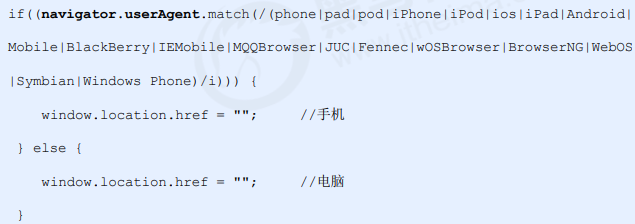 if((navigator.userAgent.match(/(phone|pad|pod|iPhone|iPod|ios|iPad|Android|
Mobile|BlackBerry|IEMobile|MQQBrowser|JUC|Fennec|wOSBrowser|BrowserNG|WebOS
|Symbian|Windows Phone)/i))) {
window.location.href = ""; //手机
} else {
window.location.href = ""; //电脑
}